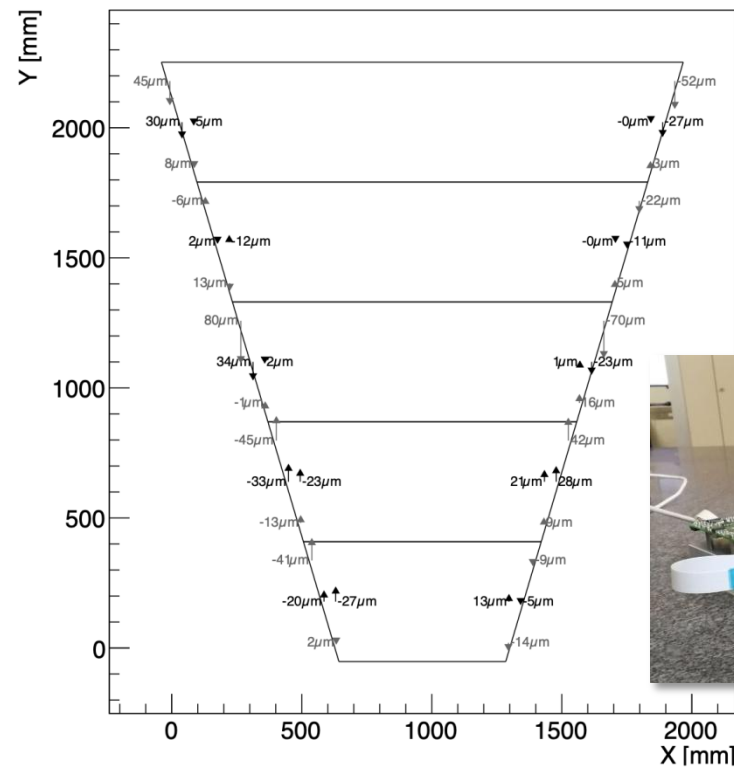 Y [mm]
45µm -52µm
30µm 5µm -0µm -27µm
2000
8µm 3µm
-6µm -22µm
2µm -12µm -0µm -11µm
1500
13µm 5µm
80µm -70µm
34µm 2µm 1µm -23µm
1000
-1µm 16µm
-45µm 42µm
-33µm -23µm 21µm 28µm
500
-13µm 9µm
-41µm -9µm
-20µm -27µm 13µm -5µm
2µm -14µm
0
0 500 1000 1500 2000
X [mm]